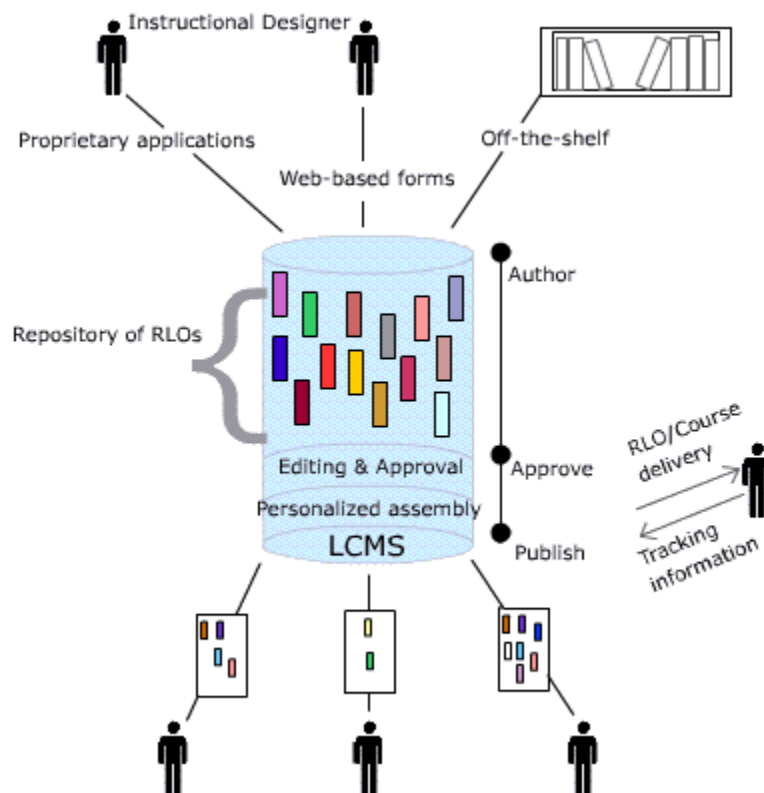 Instructional Designer
Proprietary applications
Web-based forms
Off-the-shelf
Author
Repository of RLOs
RLO/Course
delivery
Editing & Approval
Approve
Personalized assembly
LCMS
Publish
Tracking
information